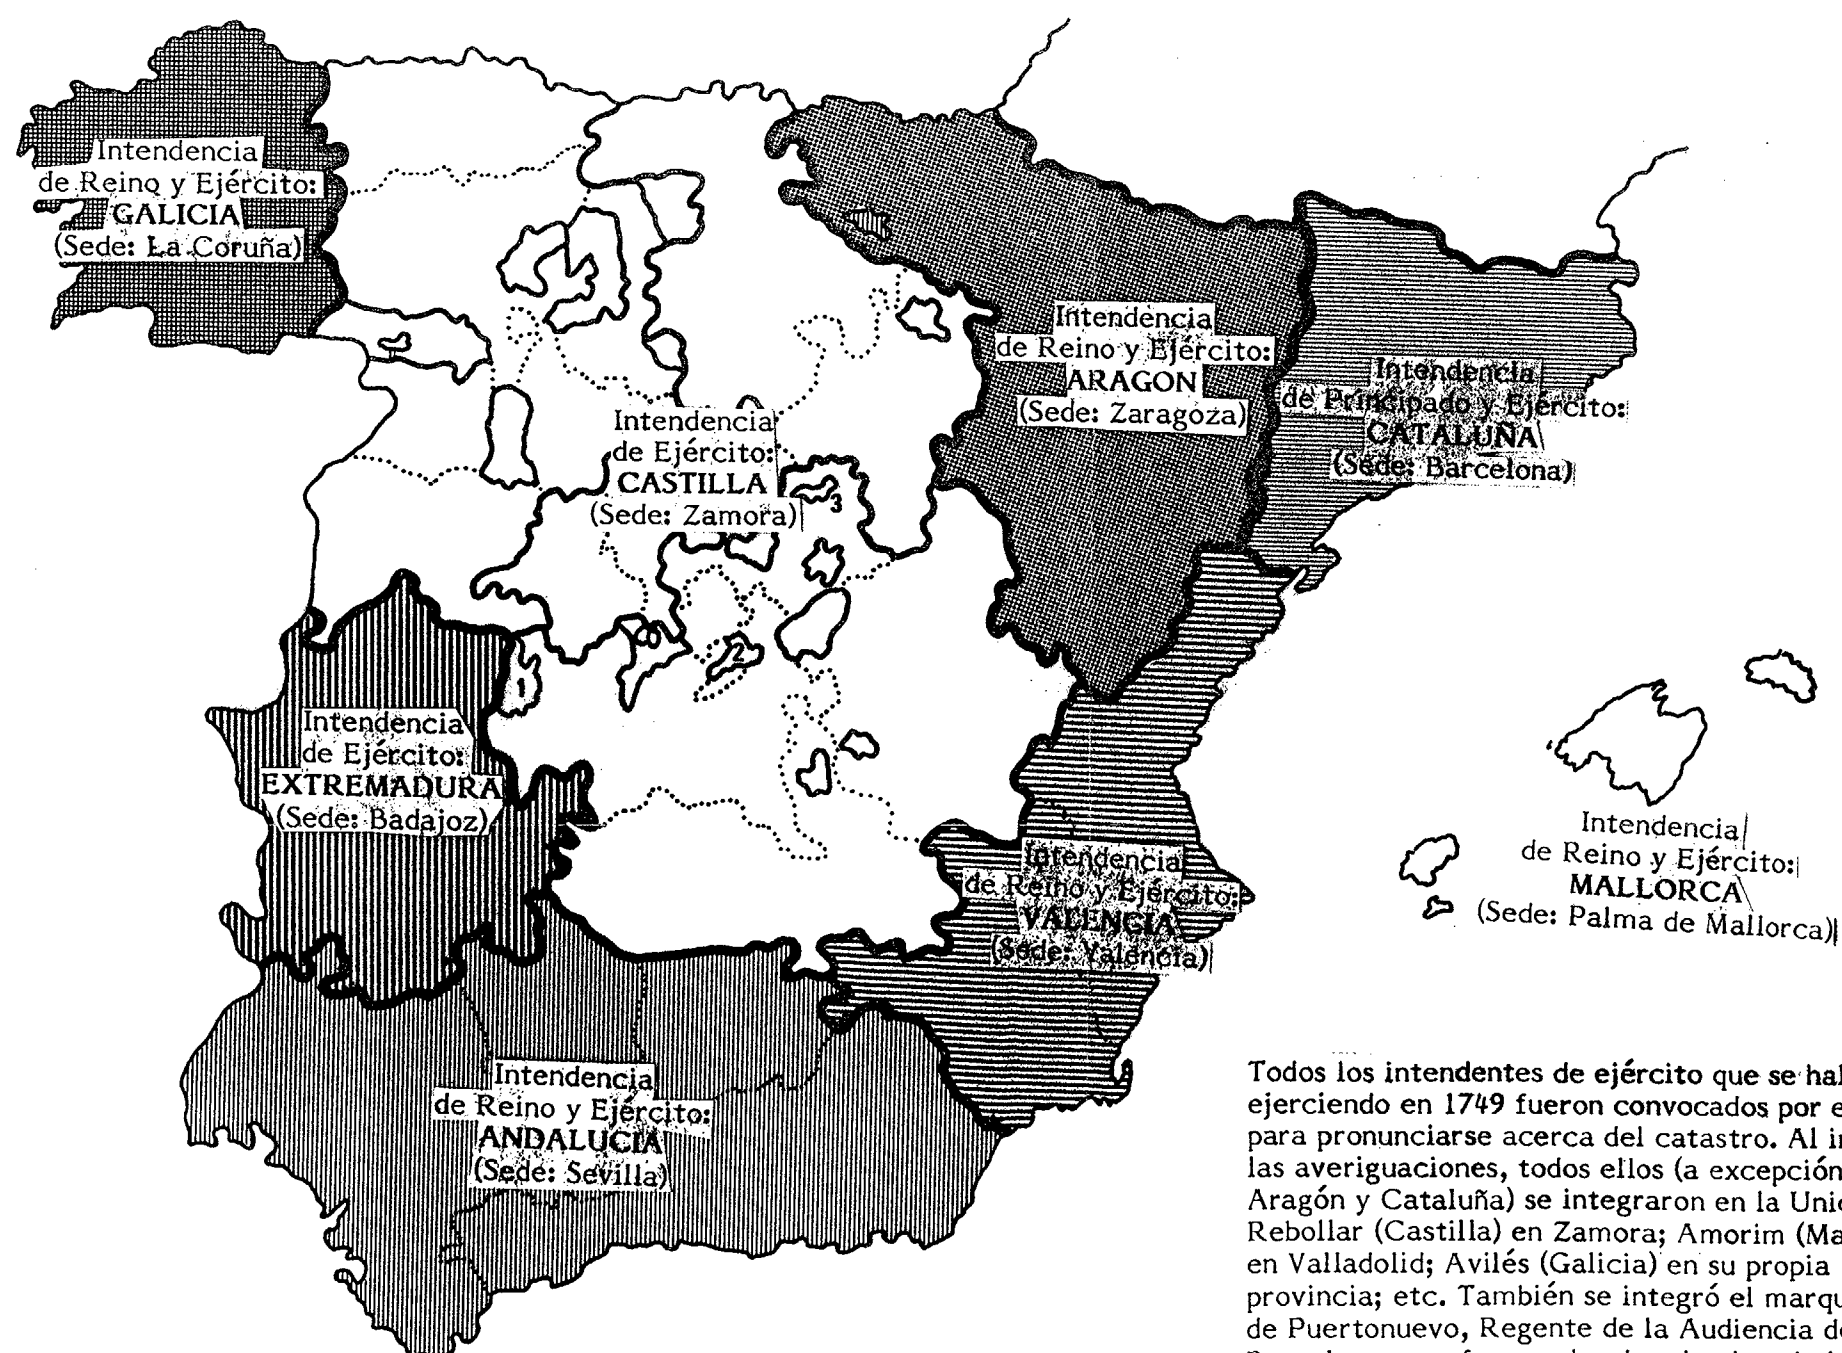 Intendencia
de Reino y Ejército:
GALICIA
(Sede: La Coruña)
Intendencia
de Reino y Ejército:
ARAGON
(Sede: Zaragoza)
Intendencia
de Principado y Ejército:
CATALUÑA
(Sede: Barcelona)
Intendencia
de Ejército:
CASTILLA
(Sede: Zamora)
3
2
1
Intendencia
de Ejército:
EXTREMADURA
(Sede: Badajoz)
Intendencia
de Reino y Ejército:
VALENCIA
(Sede: Valencia)
Intendencia
de Reino y Ejército:
MALLORCA
(Sede: Palma de Mallorca)
Intendencia
de Reino y Ejército:
ANDALUCIA
(Sede: Sevilla)
Todos los intendentes de ejército que se hal
ejerciendo en 1749 fueron convocados por e
para pronunciarse acerca del catastro. Al i
las averiguaciones, todos ellos (a excepción
Aragón y Cataluña) se integraron en la Unic
Rebollar (Castilla) en Zamora; Amorim (Ma
en Valladolid; Avilés (Galicia) en su propia
provincia; etc. También se integró el marqu
de Puertonuevo, Regente de la Audiencia de